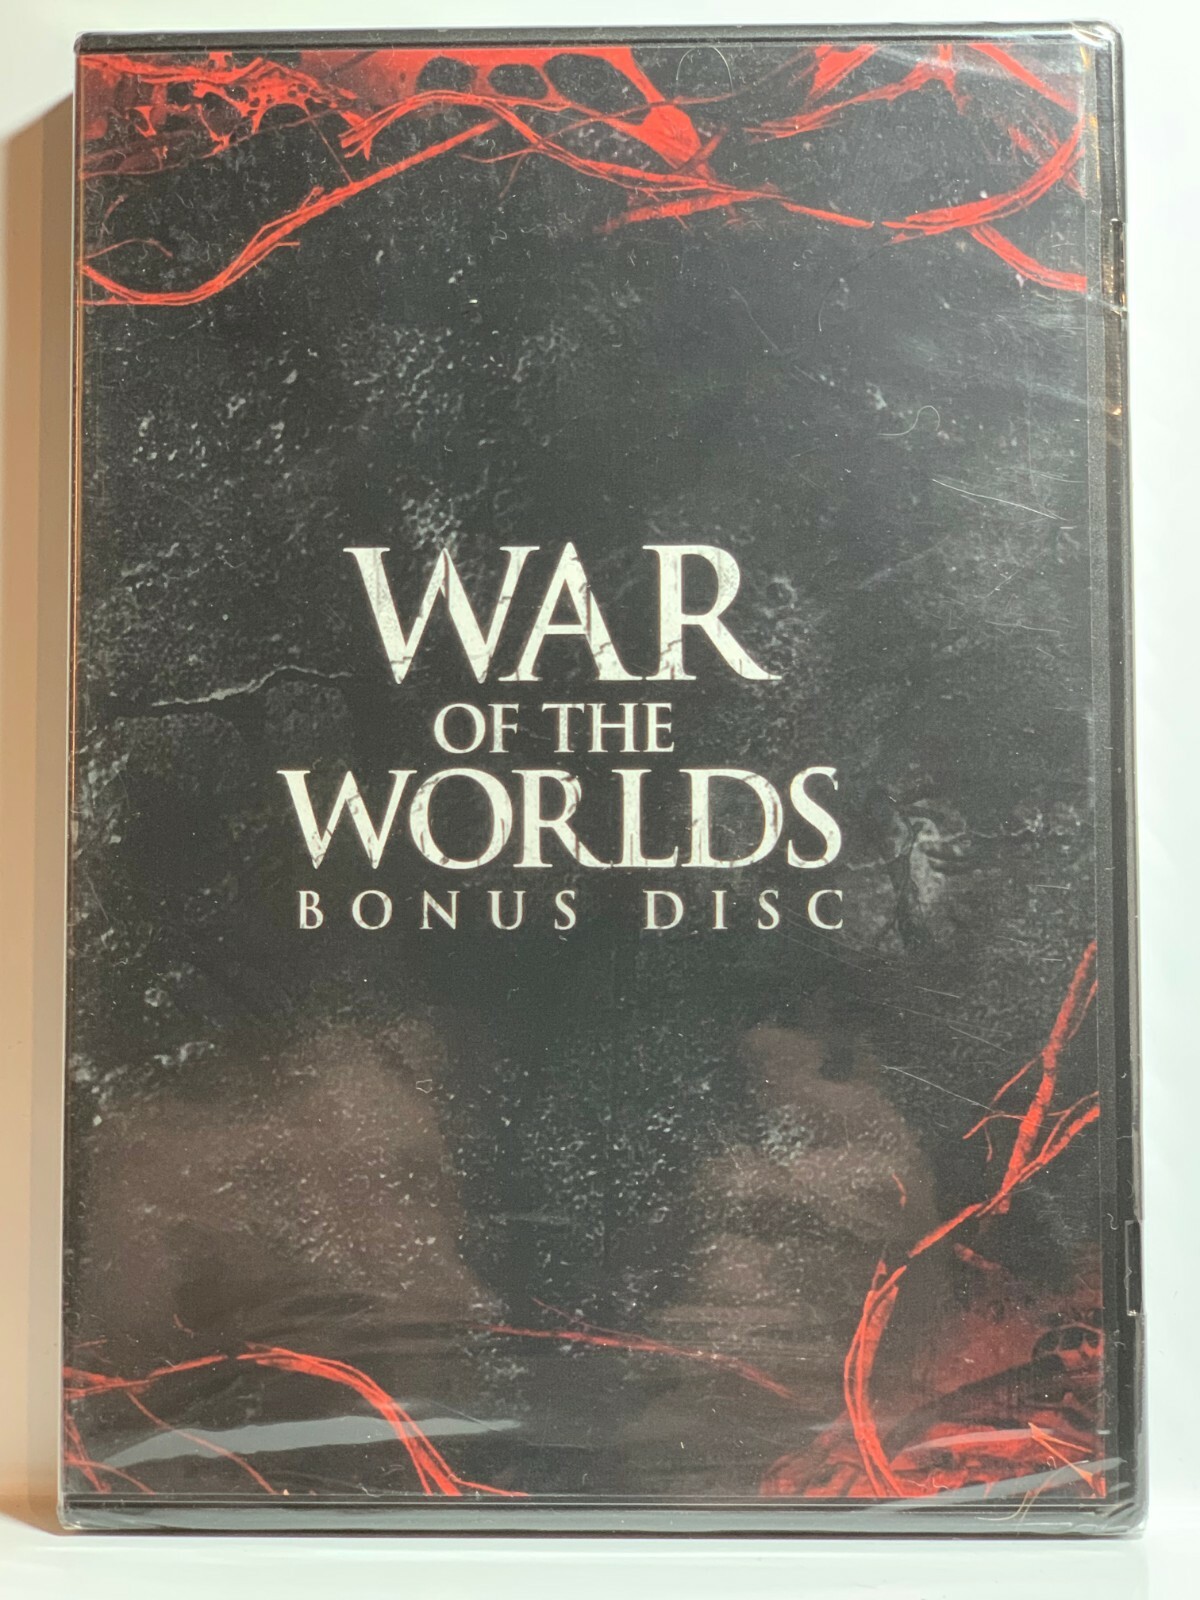 WAR
OF THE
WORLDS
BONUS DISC